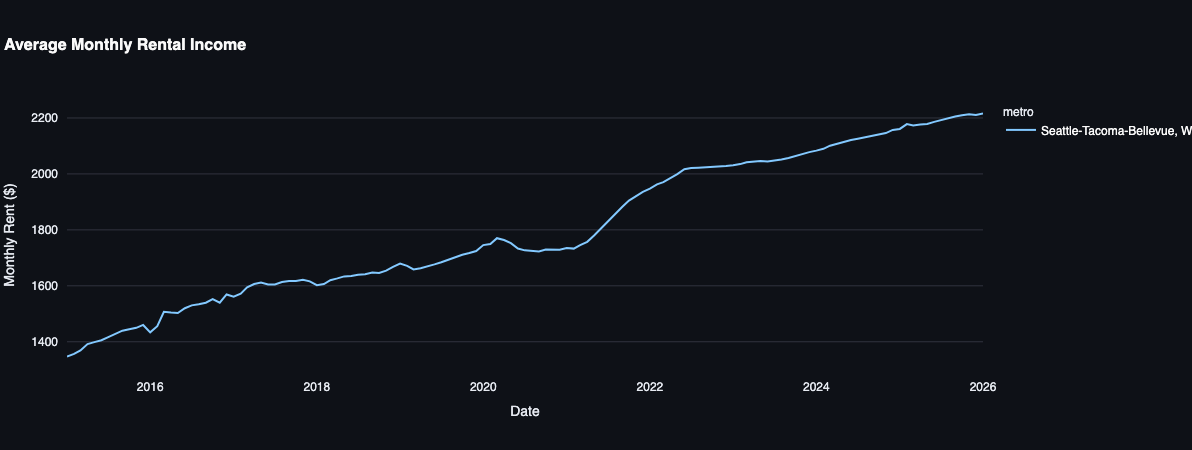 Average Monthly Rental Income
metro
Seattle-Tacoma-Bellevue, W
Monthly Rent ($)
2200
2000
1800
1600
1400
2016 2018 2020 2022 2024 2026
Date